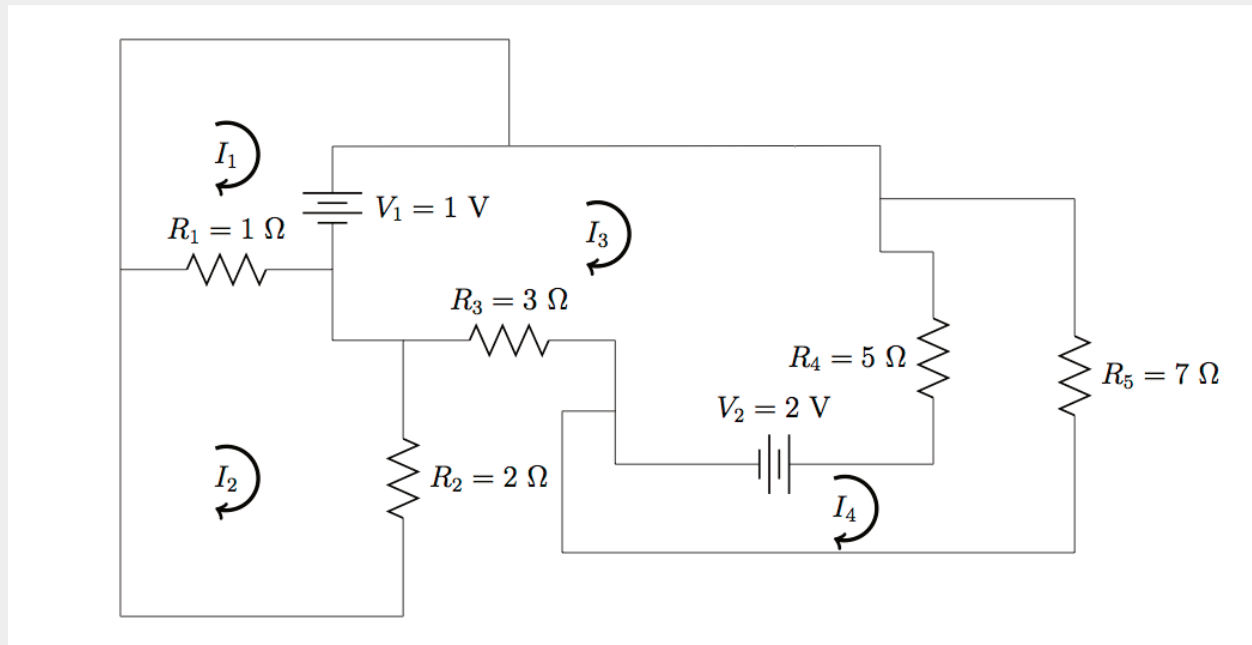 I₁
V₁ = 1 V
R₁ = 1 Ω
I₃
R₃ = 3 Ω
R₄ = 5 Ω
R₅ = 7 Ω
V₂ = 2 V
I₂
R₂ = 2 Ω
I₄